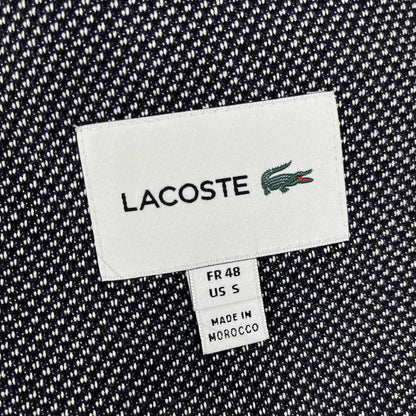 LACOSTE
FR 48
US S
MADE IN
MOROCCO